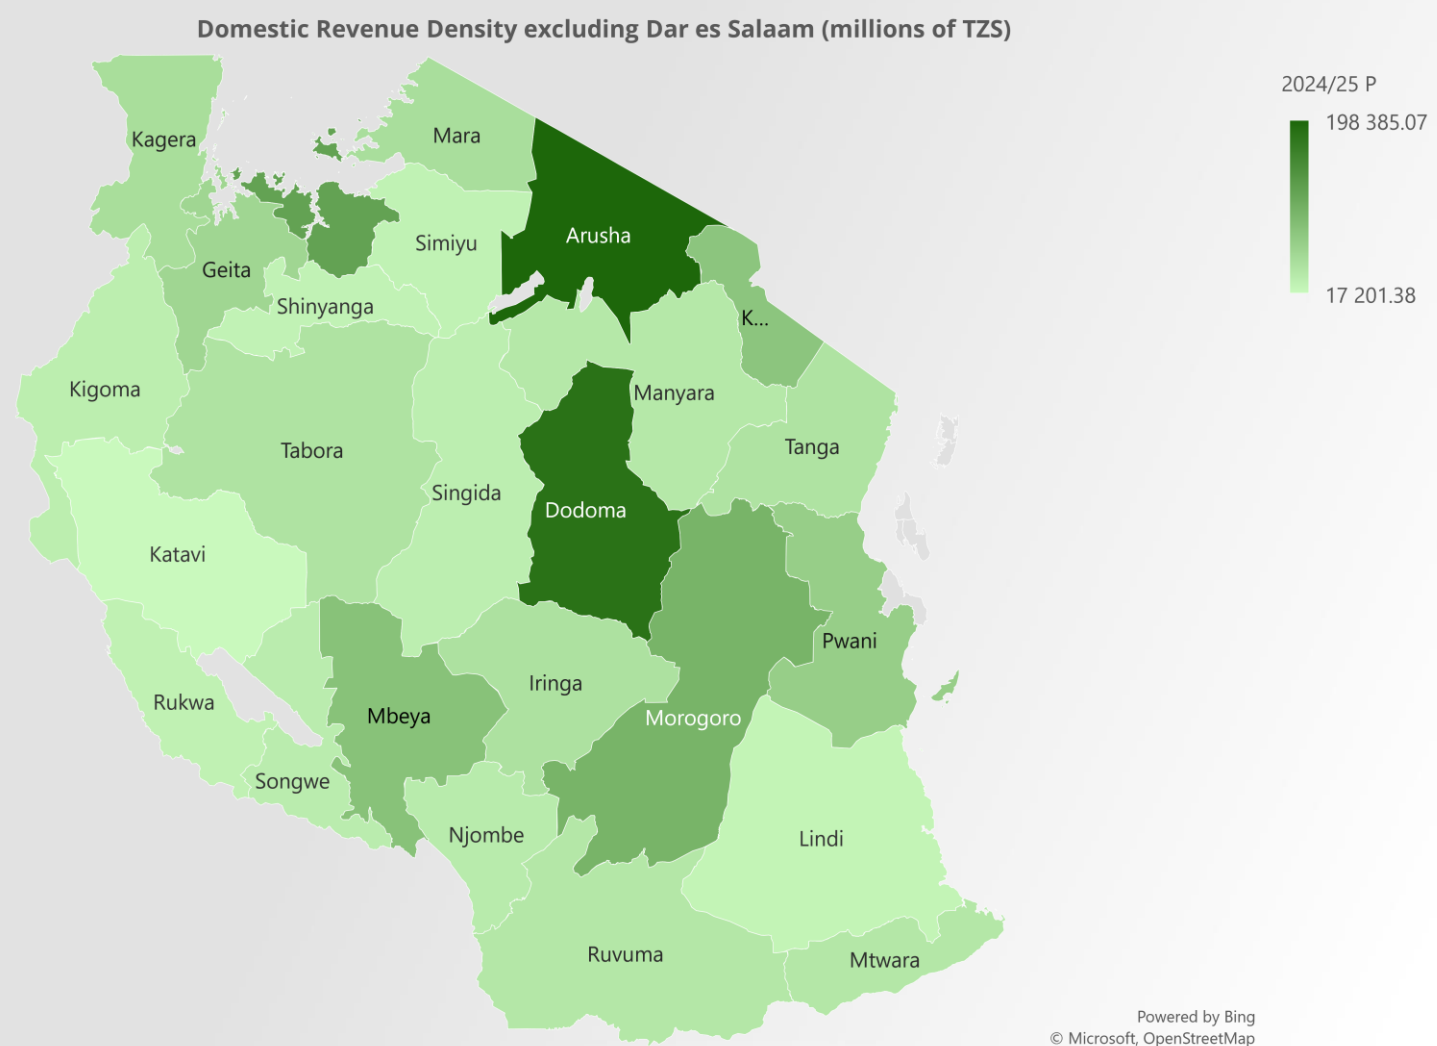 Domestic Revenue Density excluding Dar es Salaam (millions of TZS)
2024/25 P
198 385.07
17 201.38
Kagera
Mara
Arusha
Simiyu
Geita
Shinyanga
K...
Kigoma
Manyara
Tabora
Tanga
Singida
Dodoma
Katavi
Pwani
Iringa
Rukwa
Mbeya
Morogoro
Songwe
Njombe
Lindi
Ruvuma
Mtwara
Powered by Bing
© Microsoft, OpenStreetMap